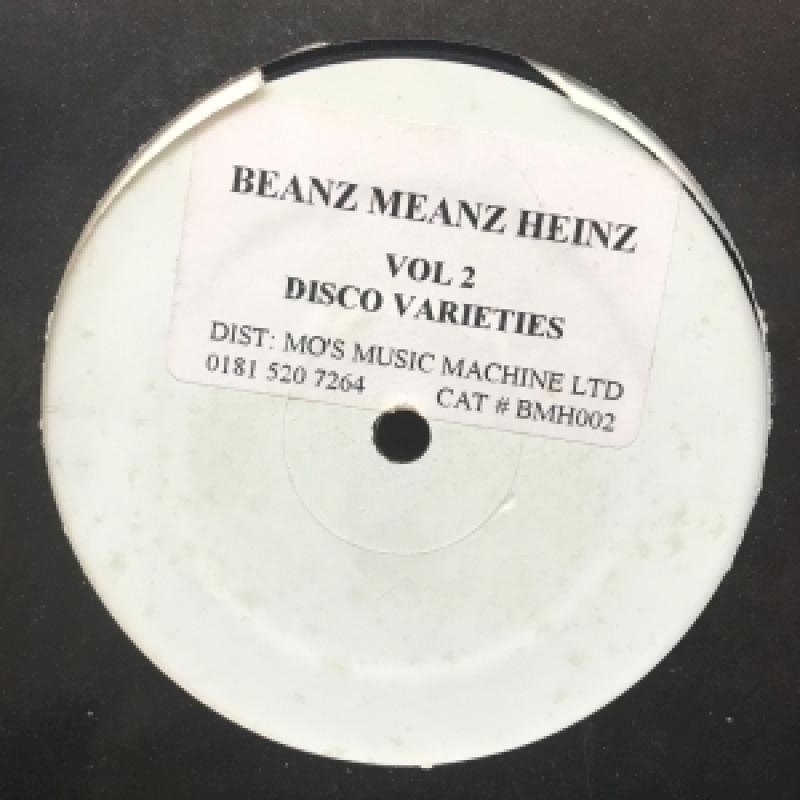 BEANZ MEANZ HEINZ
VOL 2
DISCO VARIETIES
DIST: MO'S MUSIC MACHINE LTD
0181 520 7264 CAT # BMH002